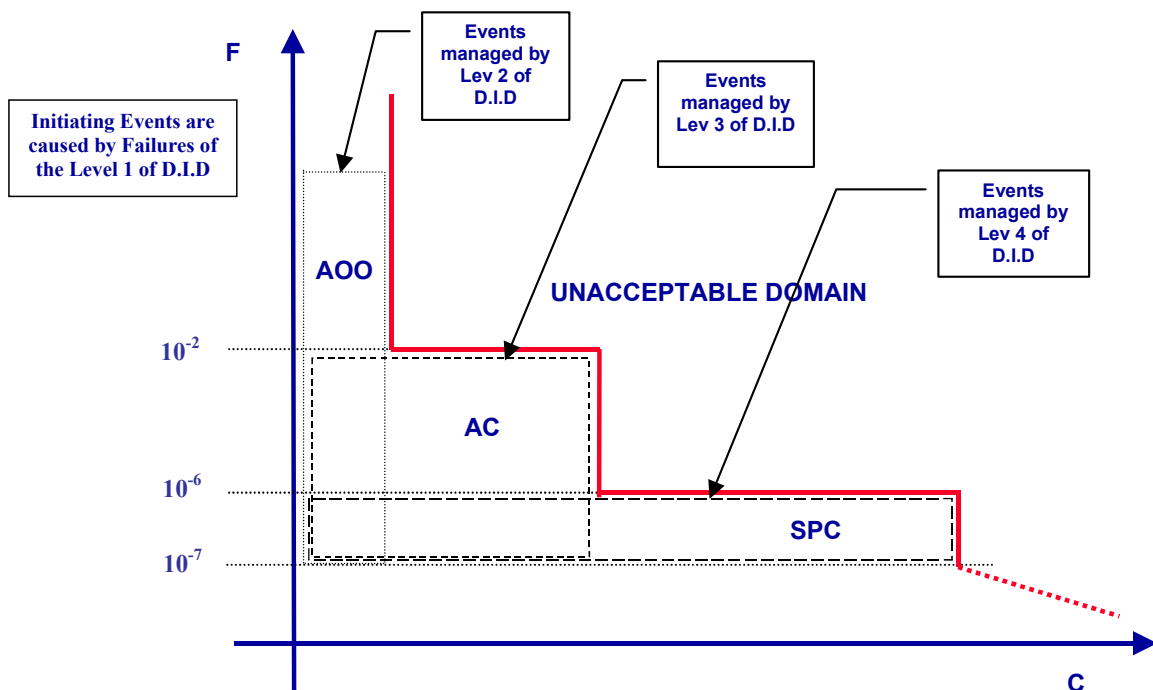 F
Events
managed by
Lev 2 of
D.I.D
Events
managed by
Lev 3 of D.I.D
Initiating Events are
caused by Failures of
the Level 1 of D.I.D
Events
managed by
Lev 4 of
D.I.D
AOO
UNACCEPTABLE DOMAIN
10-2
AC
10-6
SPC
10-7
C